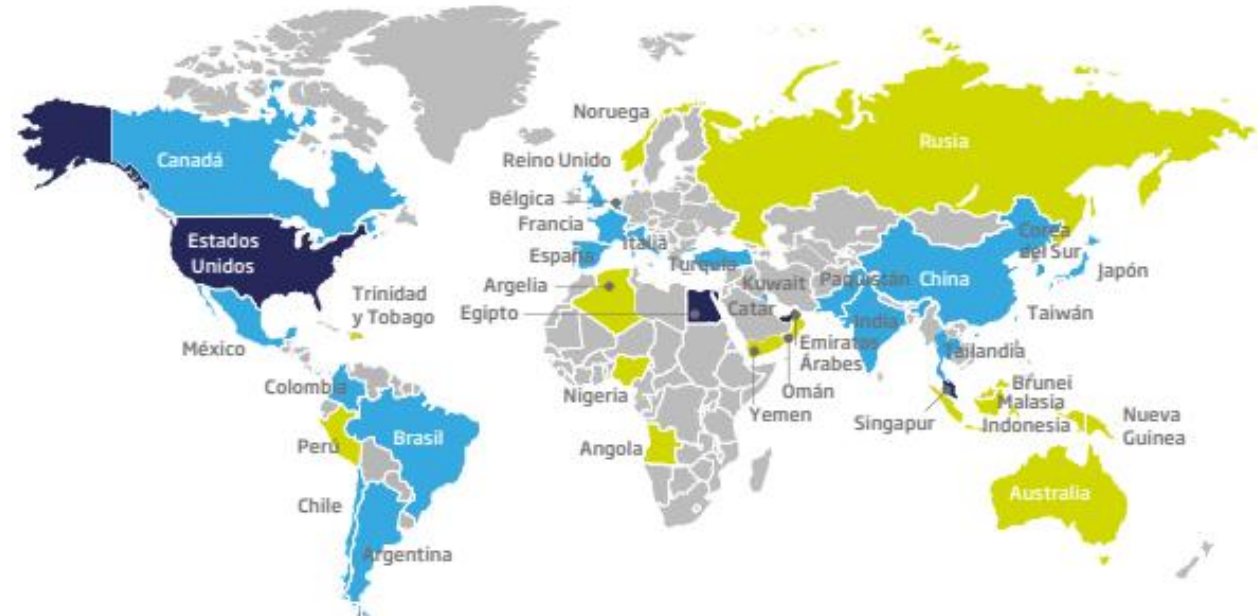 Noruega
Canadá
Rusia
Reino Unido
Bélgica
Francia
Estados
Unidos
Italia
Corea
del Sur
España
Turquía
Japón
Argelia
Kuwait
Paquistán
China
Trinidad
y Tobago
Egipto
Catar
India
Taiwán
México
Emiratos
Árabes
Tailandia
Colombia
Nigeria
Omán
Brunei
Yemen
Malasia
Singapur
Indonesia
Nueva
Guinea
Perú
Brasil
Angola
Australia
Chile
Argentina